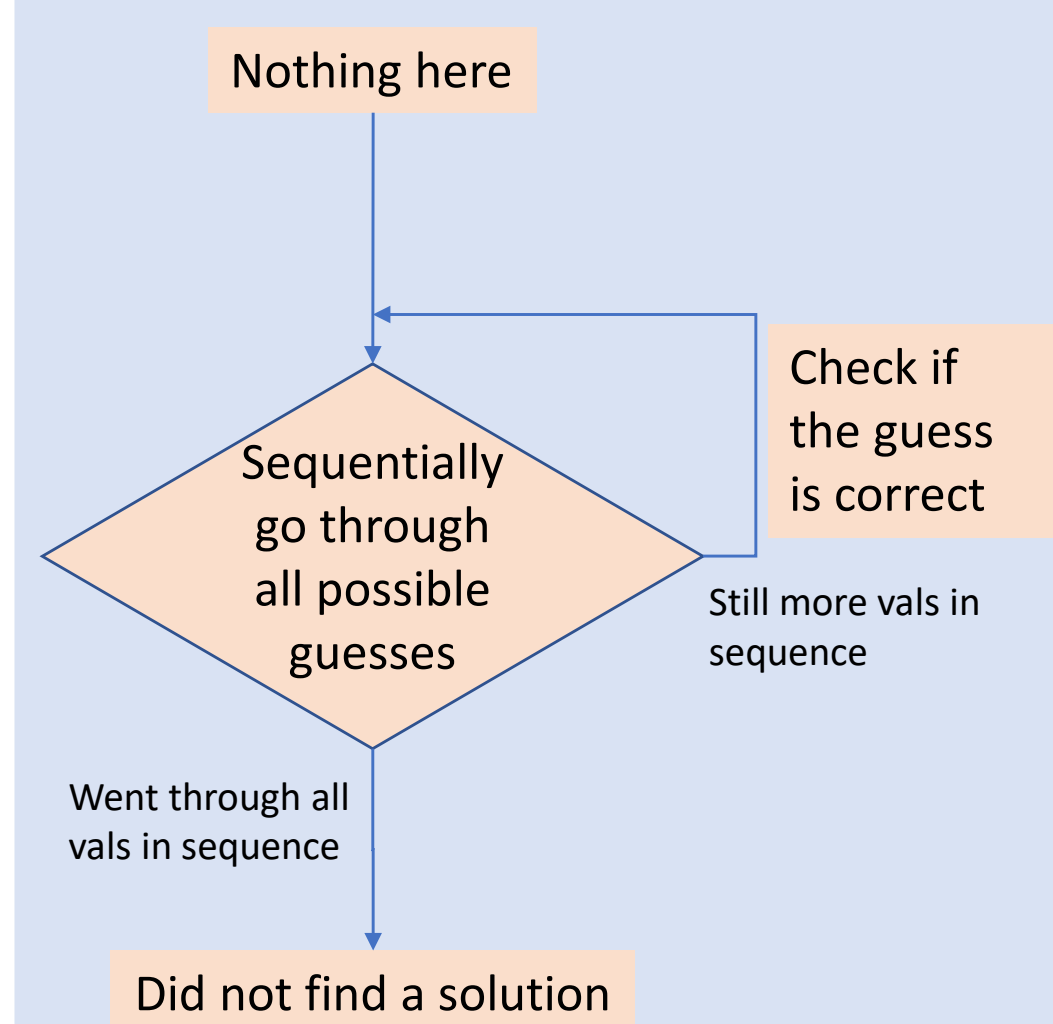 Nothing here
Check if
the guess
is correct
Sequentially
go through
all possible
guesses
Still more vals in
sequence
Went through all
vals in sequence
Did not find a solution